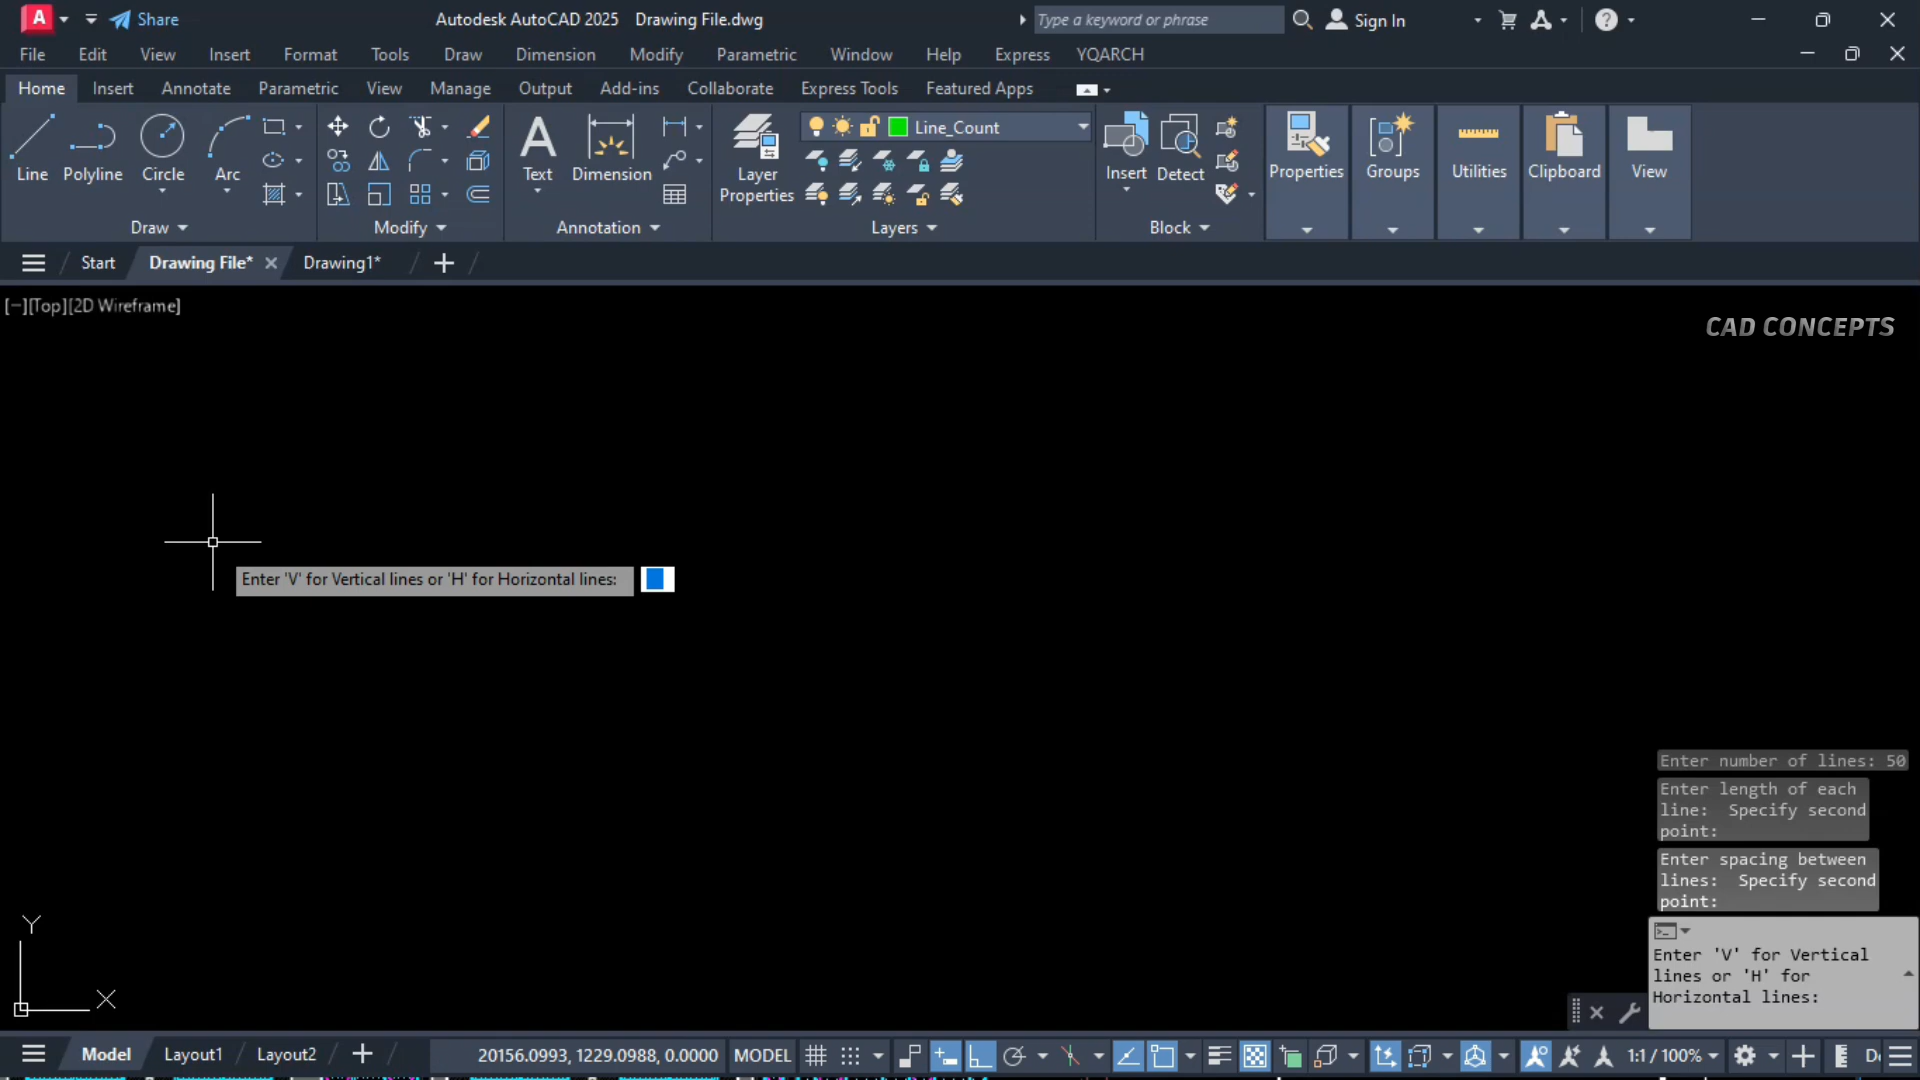 A Share Autodesk AutoCAD 2025 Drawing File.dwg Type a keyword or phrase Sign In
File Edit View Insert Format Tools Draw Dimension Modify Parametric Window Help Express YQARCH
Home Insert Annotate Parametric View Manage Output Add-ins Collaborate Express Tools Featured Apps
Line_Count
Line Polyline Circle Arc Text Dimension Layer Properties Insert Detect Properties Groups Utilities Clipboard View
Draw Modify Annotation Layers Block
Start Drawing File* Drawing1*
[−][Top][2D Wireframe]
CAD CONCEPTS
Enter 'V' for Vertical lines or 'H' for Horizontal lines:
Enter number of lines: 50
Enter length of each
line: Specify second
point:
Enter spacing between
lines: Specify second
point:
Enter 'V' for Vertical
lines or 'H' for
Horizontal lines:
Y
X
Model Layout1 Layout2 20156.0993, 1229.0988, 0.0000 MODEL 1:1 / 100%